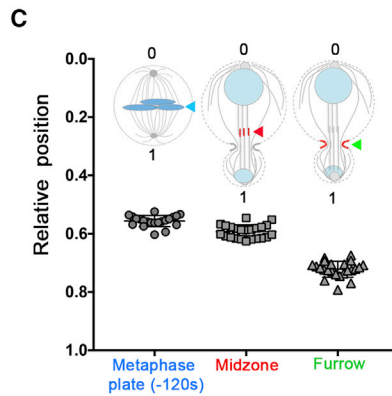 C
0 0 0
1 1 1
Relative position
0.0
0.2
0.4
0.6
0.8
1.0
Metaphase
plate (-120s)
Midzone
Furrow